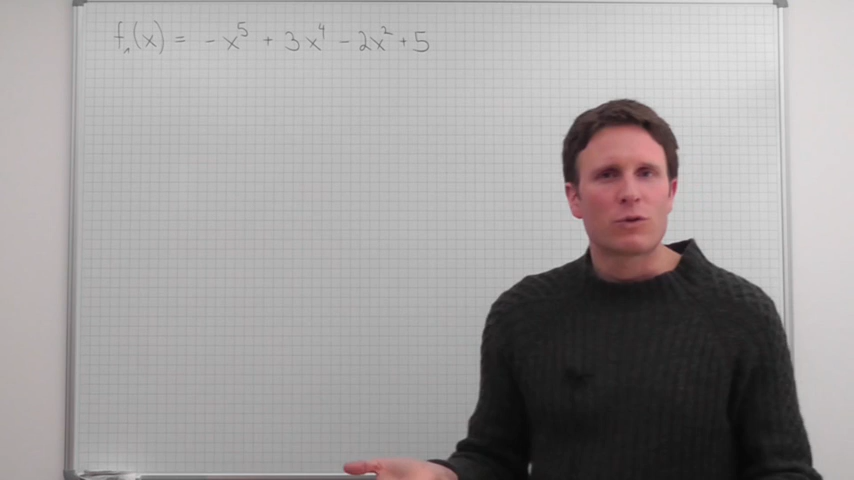 f₁(x) = -x⁵ + 3x⁴ - 2x² + 5